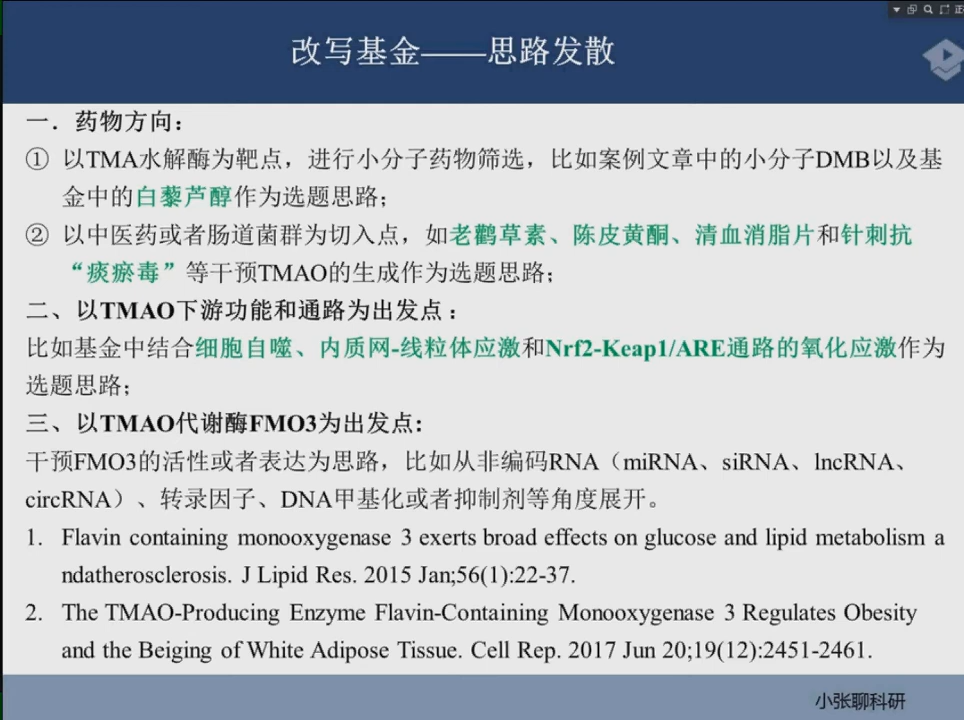 改写基金——思路发散
一．药物方向：
① 以TMA水解酶为靶点，进行小分子药物筛选，比如案例文章中的小分子DMB以及基
金中的白藜芦醇作为选题思路；
② 以中医药或者肠道菌群为切入点，如老鹳草素、陈皮黄酮、清血消脂片和针刺抗
“痰瘀毒”等干预TMAO的生成作为选题思路；
二、以TMAO下游功能和通路为出发点：
比如基金中结合细胞自噬、内质网-线粒体应激和Nrf2-Keap1/ARE通路的氧化应激作为
选题思路；
三、以TMAO代谢酶FMO3为出发点：
干预FMO3的活性或者表达为思路，比如从非编码RNA（miRNA、siRNA、lncRNA、
circRNA）、转录因子、DNA甲基化或者抑制剂等角度展开。
1. Flavin containing monooxygenase 3 exerts broad effects on glucose and lipid metabolism a
ndatherosclerosis. J Lipid Res. 2015 Jan;56(1):22-37.
2. The TMAO-Producing Enzyme Flavin-Containing Monooxygenase 3 Regulates Obesity
and the Beiging of White Adipose Tissue. Cell Rep. 2017 Jun 20;19(12):2451-2461.
小张聊科研